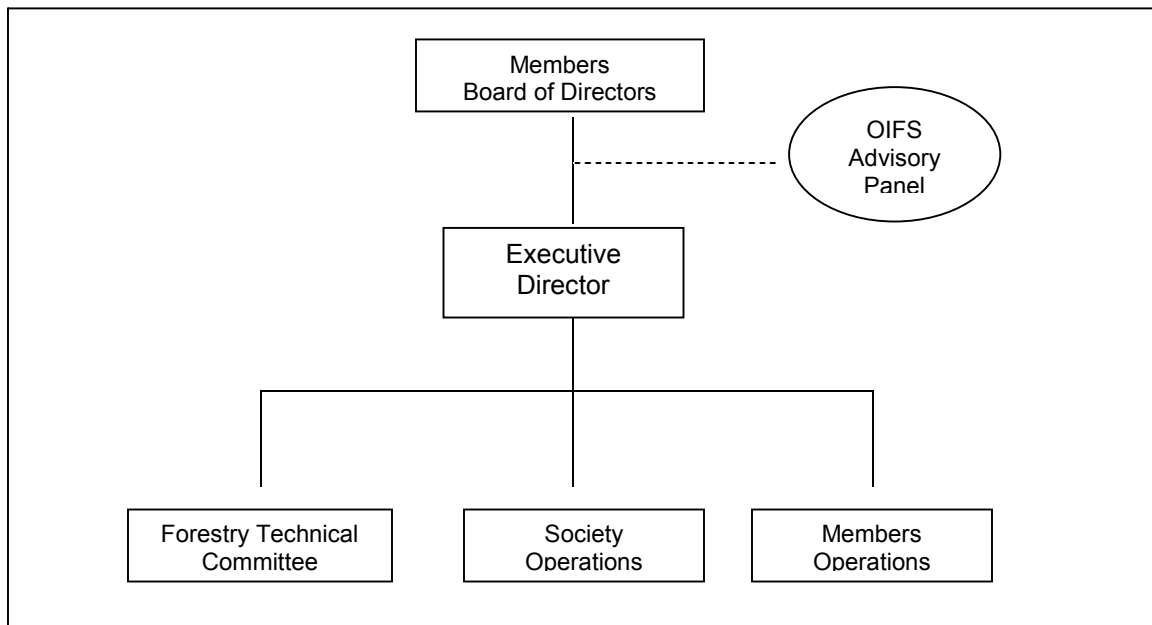 Members
Board of Directors
OIFS
Advisory
Panel
Executive
Director
Forestry Technical
Committee
Society
Operations
Members
Operations